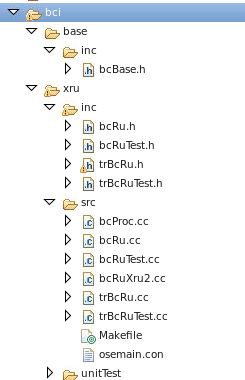 bci
base
inc
bcBase.h
xru
inc
bcRu.h
bcRuTest.h
trBcRu.h
trBcRuTest.h
src
bcProc.cc
bcRu.cc
bcRuTest.cc
bcRuXru2.cc
trBcRu.cc
trBcRuTest.cc
Makefile
osemain.con
unitTest